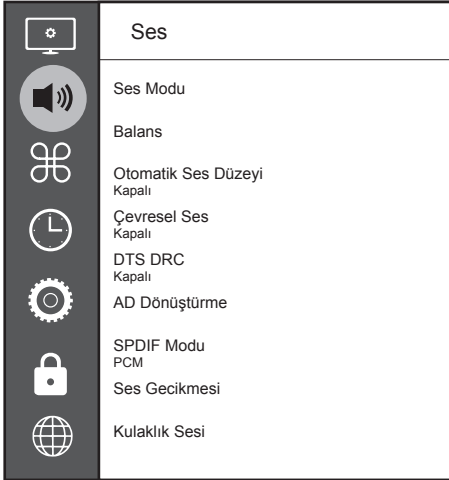 Ses
Ses Modu
Balans
Otomatik Ses Düzeyi
Kapalı
Çevresel Ses
Kapalı
DTS DRC
Kapalı
AD Dönüştürme
SPDIF Modu
PCM
Ses Gecikmesi
Kulaklık Sesi